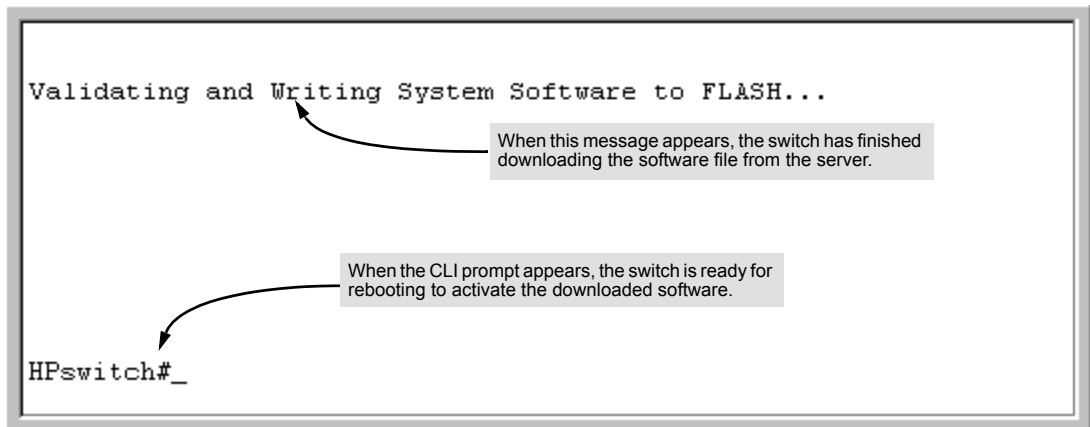 Validating and Writing System Software to FLASH...
When this message appears, the switch has finished
downloading the software file from the server.
When the CLI prompt appears, the switch is ready for
rebooting to activate the downloaded software.
HPswitch#_